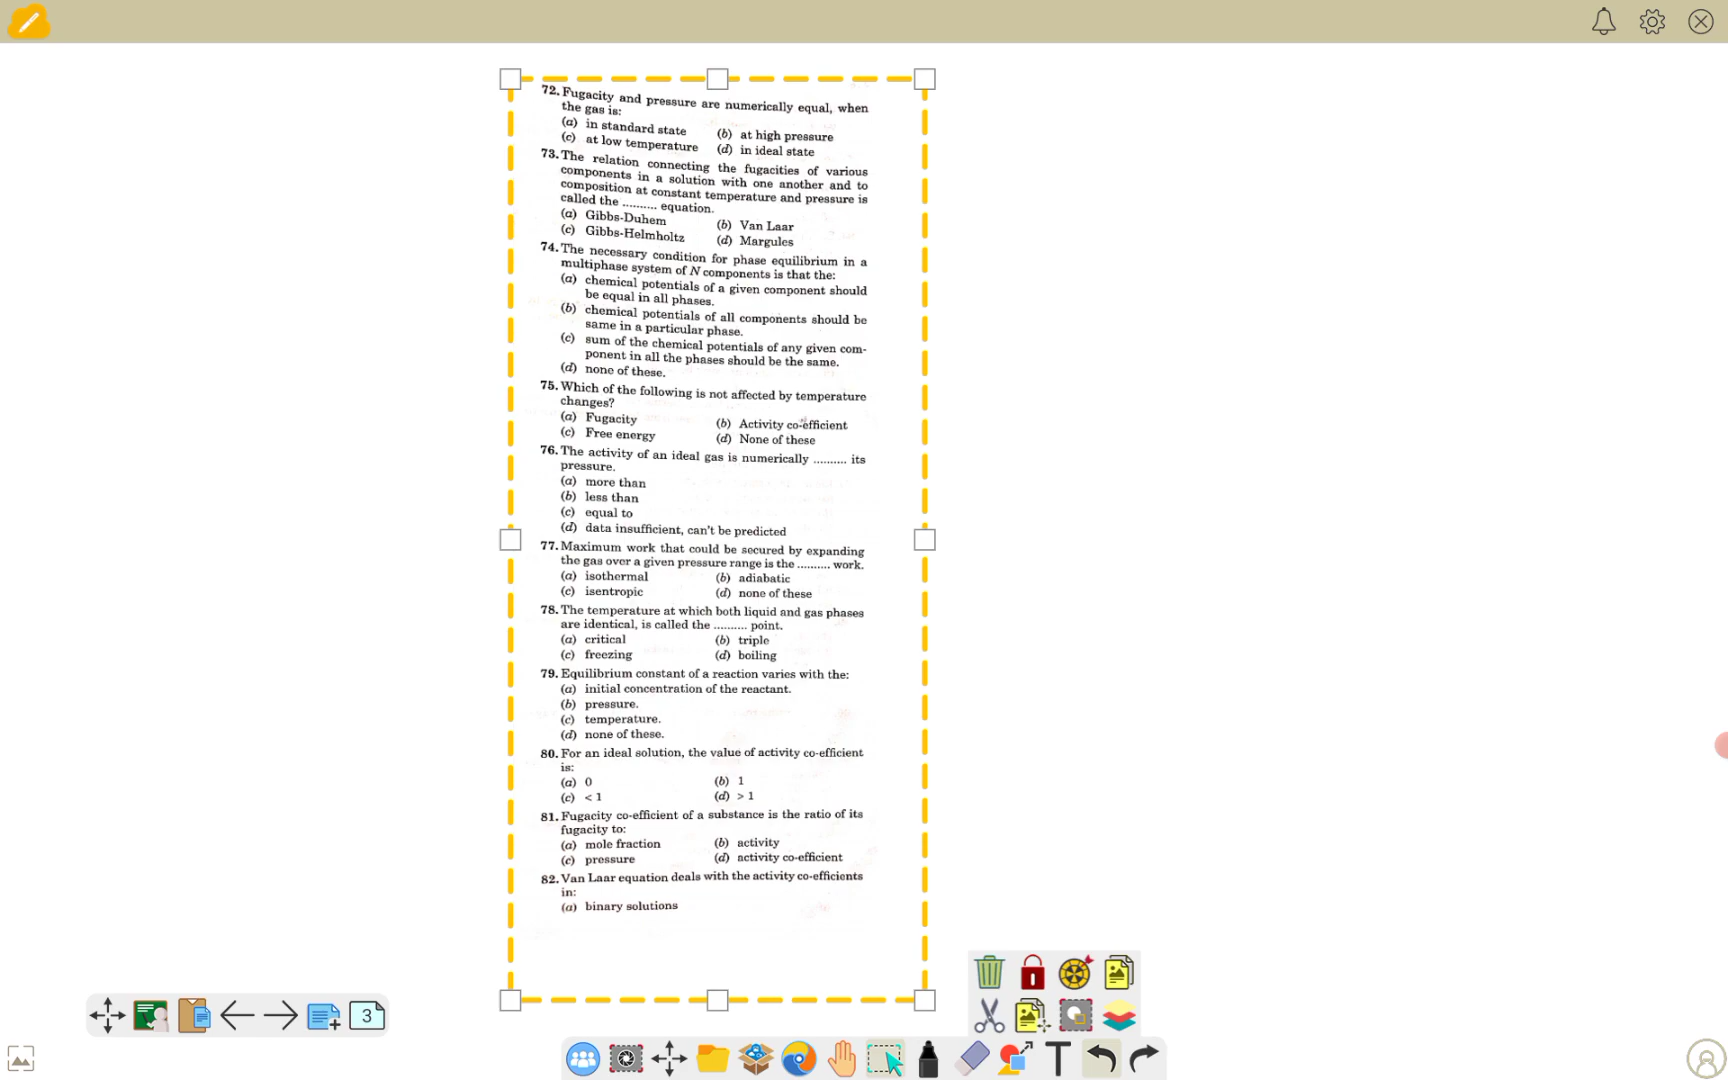 72. Fugacity and pressure are numerically equal, when
the gas is:
(a) in standard state (b) at high pressure
(c) at low temperature (d) in ideal state
73. The relation connecting the fugacities of various
components in a solution with one another and to
composition at constant temperature and pressure is
called the .......... equation.
(a) Gibbs-Duhem (b) Van Laar
(c) Gibbs-Helmholtz (d) Margules
74. The necessary condition for phase equilibrium in a
multiphase system of N components is that the:
(a) chemical potentials of a given component should
be equal in all phases.
(b) chemical potentials of all components should be
same in a particular phase.
(c) sum of the chemical potentials of any given com-
ponent in all the phases should be the same.
(d) none of these.
75. Which of the following is not affected by temperature
changes?
(a) Fugacity (b) Activity co-efficient
(c) Free energy (d) None of these
76. The activity of an ideal gas is numerically .......... its
pressure.
(a) more than
(b) less than
(c) equal to
(d) data insufficient, can't be predicted
77. Maximum work that could be secured by expanding
the gas over a given pressure range is the .......... work.
(a) isothermal (b) adiabatic
(c) isentropic (d) none of these
78. The temperature at which both liquid and gas phases
are identical, is called the .......... point.
(a) critical (b) triple
(c) freezing (d) boiling
79. Equilibrium constant of a reaction varies with the:
(a) initial concentration of the reactant.
(b) pressure.
(c) temperature.
(d) none of these.
80. For an ideal solution, the value of activity co-efficient
is:
(a) 0 (b) 1
(c) < 1 (d) > 1
81. Fugacity co-efficient of a substance is the ratio of its
fugacity to:
(a) mole fraction (b) activity
(c) pressure (d) activity co-efficient
82. Van Laar equation deals with the activity co-efficients
in:
(a) binary solutions
3
T